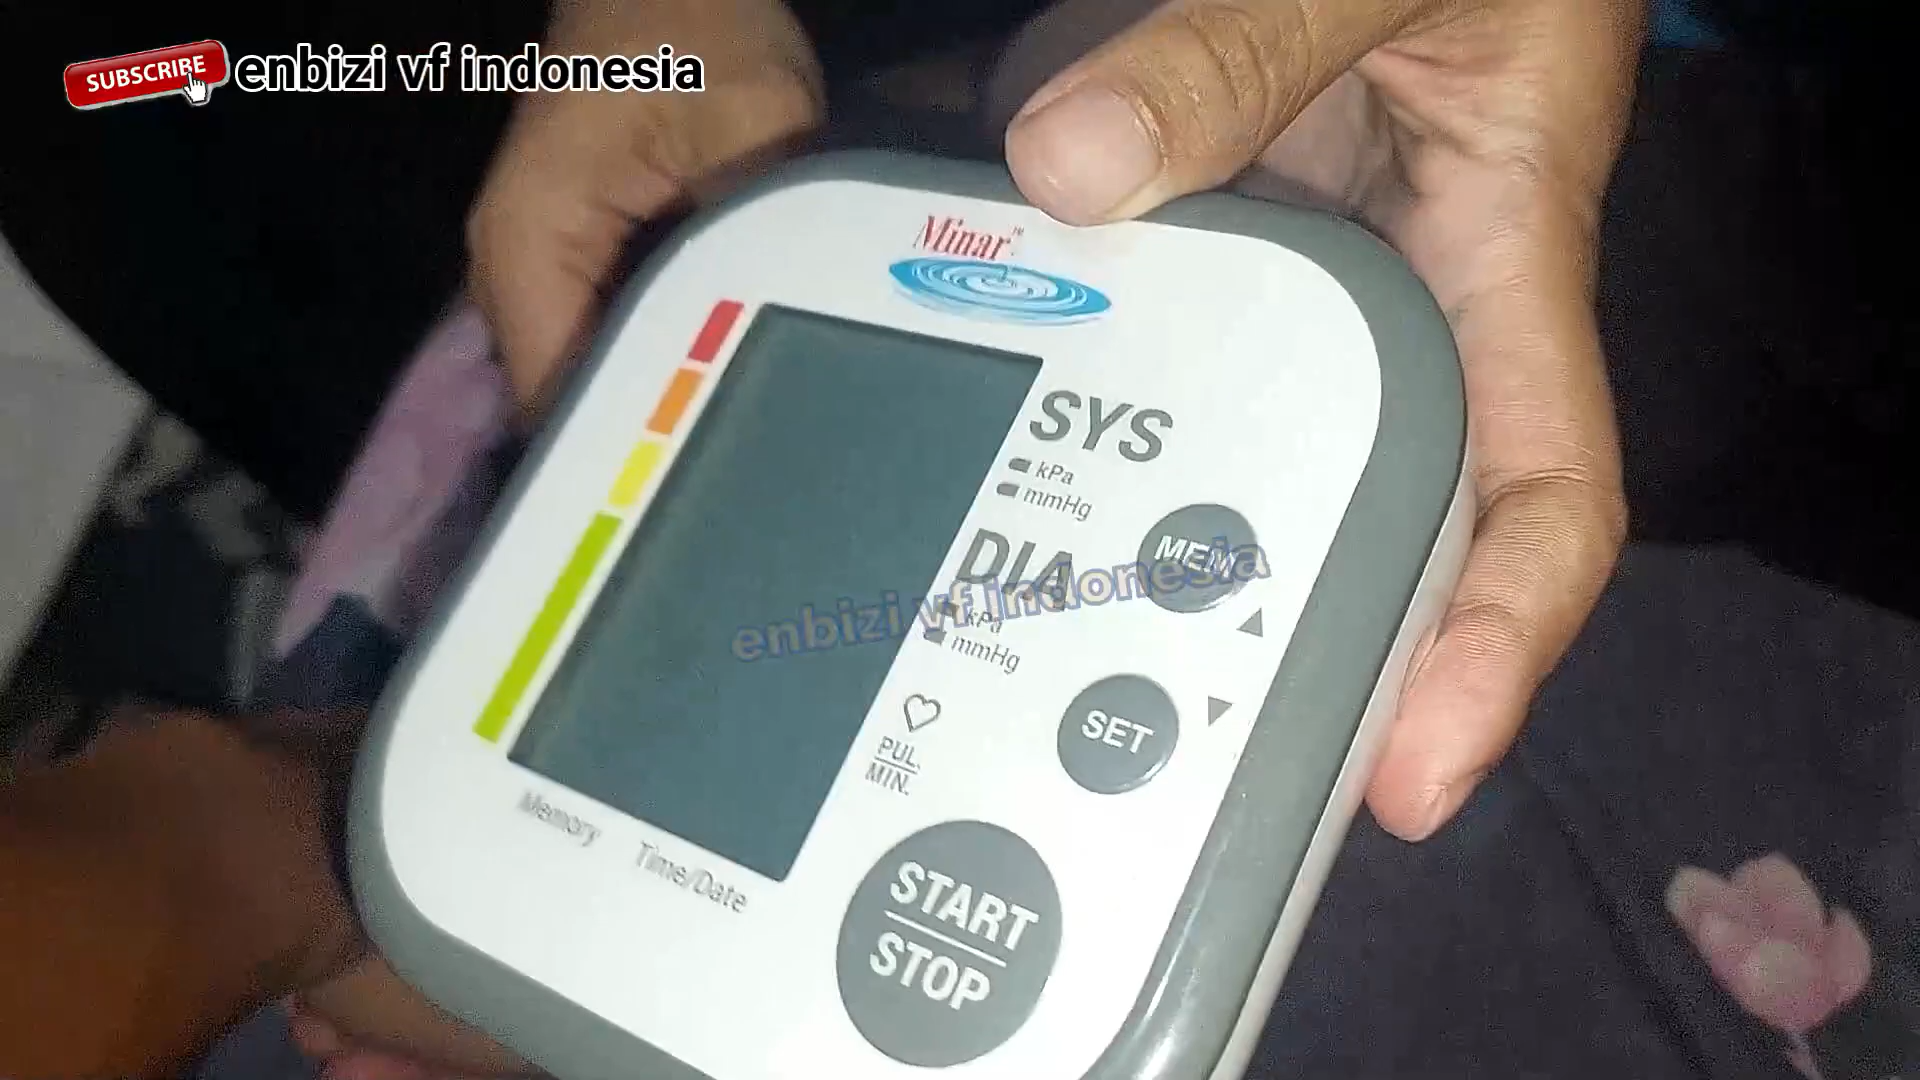 SUBSCRIBE enbizi vf indonesia
Minar™
SYS
kPa
mmHg
MEM
DIA
enbizi vf indonesia
kPa
mmHg
SET
PUL.
MIN.
Memory Time/Date
START
STOP